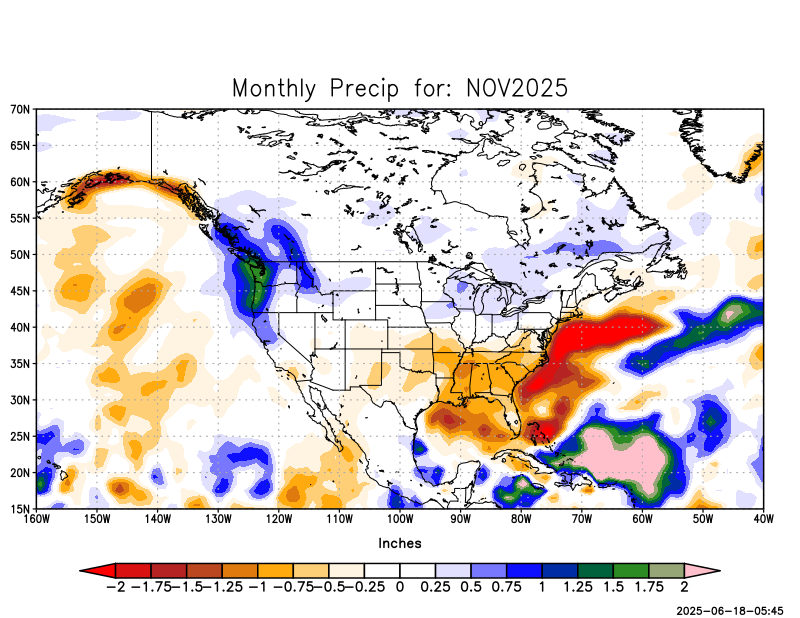 Monthly Precip for: NOV2025
70N
65N
60N
55N
50N
45N
40N
35N
30N
25N
20N
15N
160W 150W 140W 130W 120W 110W 100W 90W 80W 70W 60W 50W 40W
Inches
-2 -1.75 -1.5 -1.25 -1 -0.75 -0.5 -0.25 0 0.25 0.5 0.75 1 1.25 1.5 1.75 2
2025-06-18-05:45